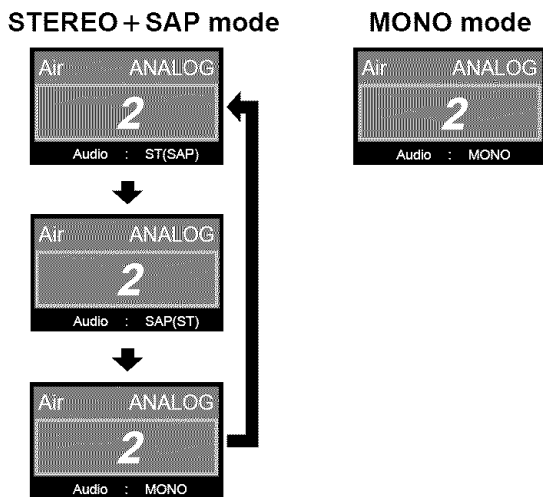 STEREO + SAP mode
Air ANALOG
2
Audio : ST(SAP)
Air ANALOG
2
Audio : SAP(ST)
Air ANALOG
2
Audio : MONO
MONO mode
Air ANALOG
2
Audio : MONO